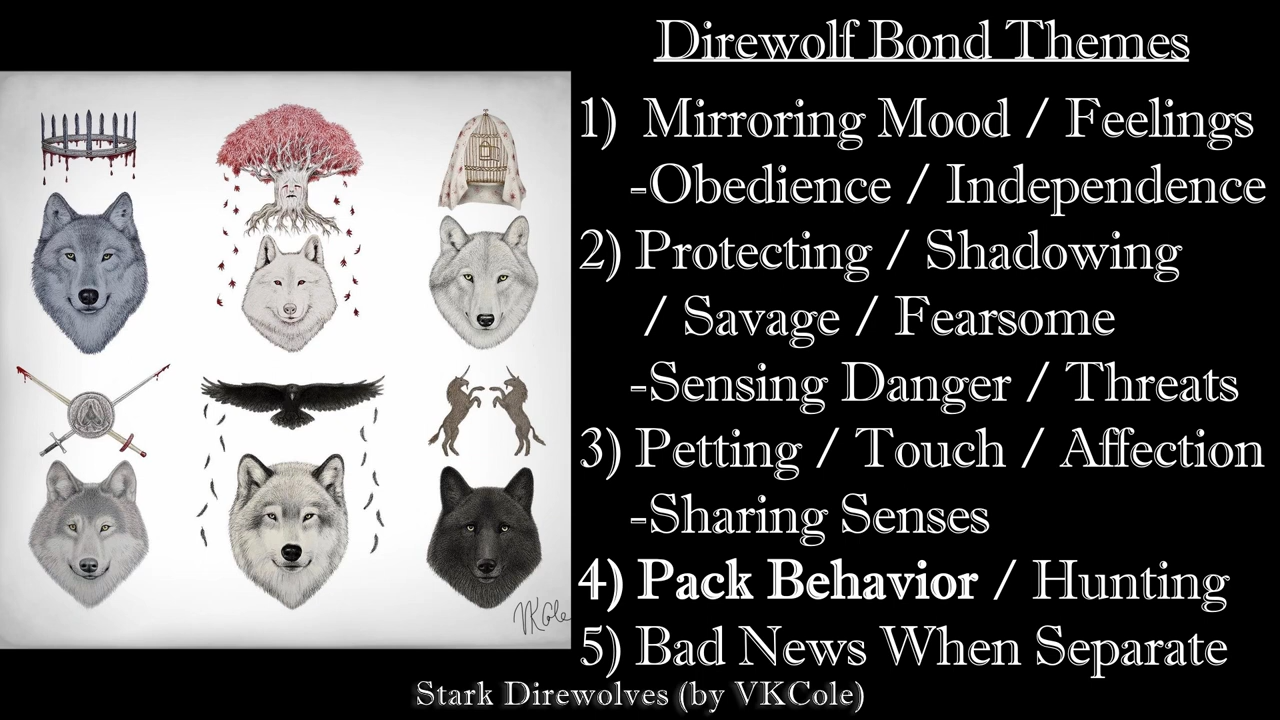 Direwolf Bond Themes
1) Mirroring Mood / Feelings
-Obedience / Independence
2) Protecting / Shadowing
/ Savage / Fearsome
-Sensing Danger / Threats
3) Petting / Touch / Affection
-Sharing Senses
4) Pack Behavior / Hunting
5) Bad News When Separate
VKCole
Stark Direwolves (by VKCole)